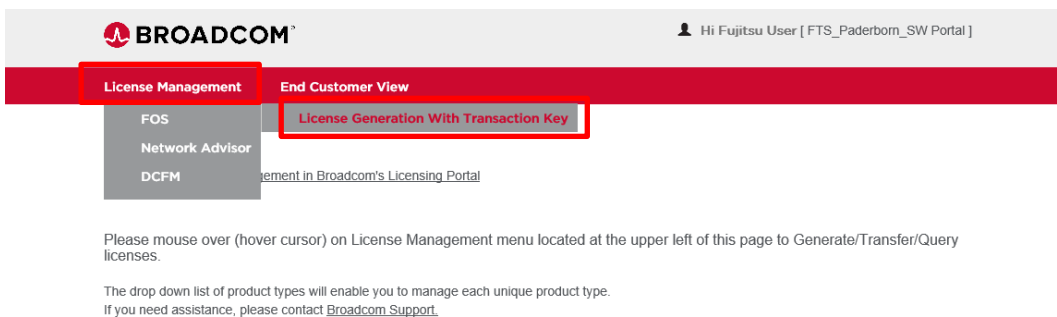 BROADCOM
Hi Fujitsu User [ FTS_Paderborn_SW Portal ]
License Management End Customer View
FOS License Generation With Transaction Key
Network Advisor
DCFM ement in Broadcom's Licensing Portal
Please mouse over (hover cursor) on License Management menu located at the upper left of this page to Generate/Transfer/Query
licenses.
The drop down list of product types will enable you to manage each unique product type.
If you need assistance, please contact Broadcom Support.